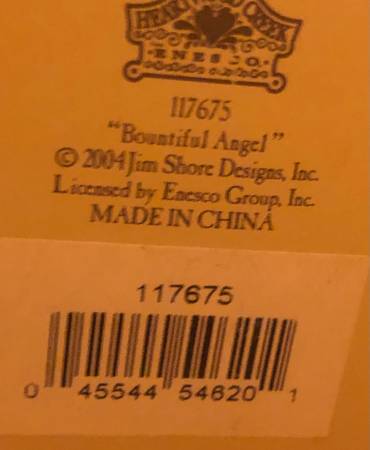 HEARTWOOD CREEK
ENESCO.
117675
"Bountiful Angel"
© 2004 Jim Shore Designs, Inc.
Licensed by Enesco Group, Inc.
MADE IN CHINA
117675
0 45544 54620 1